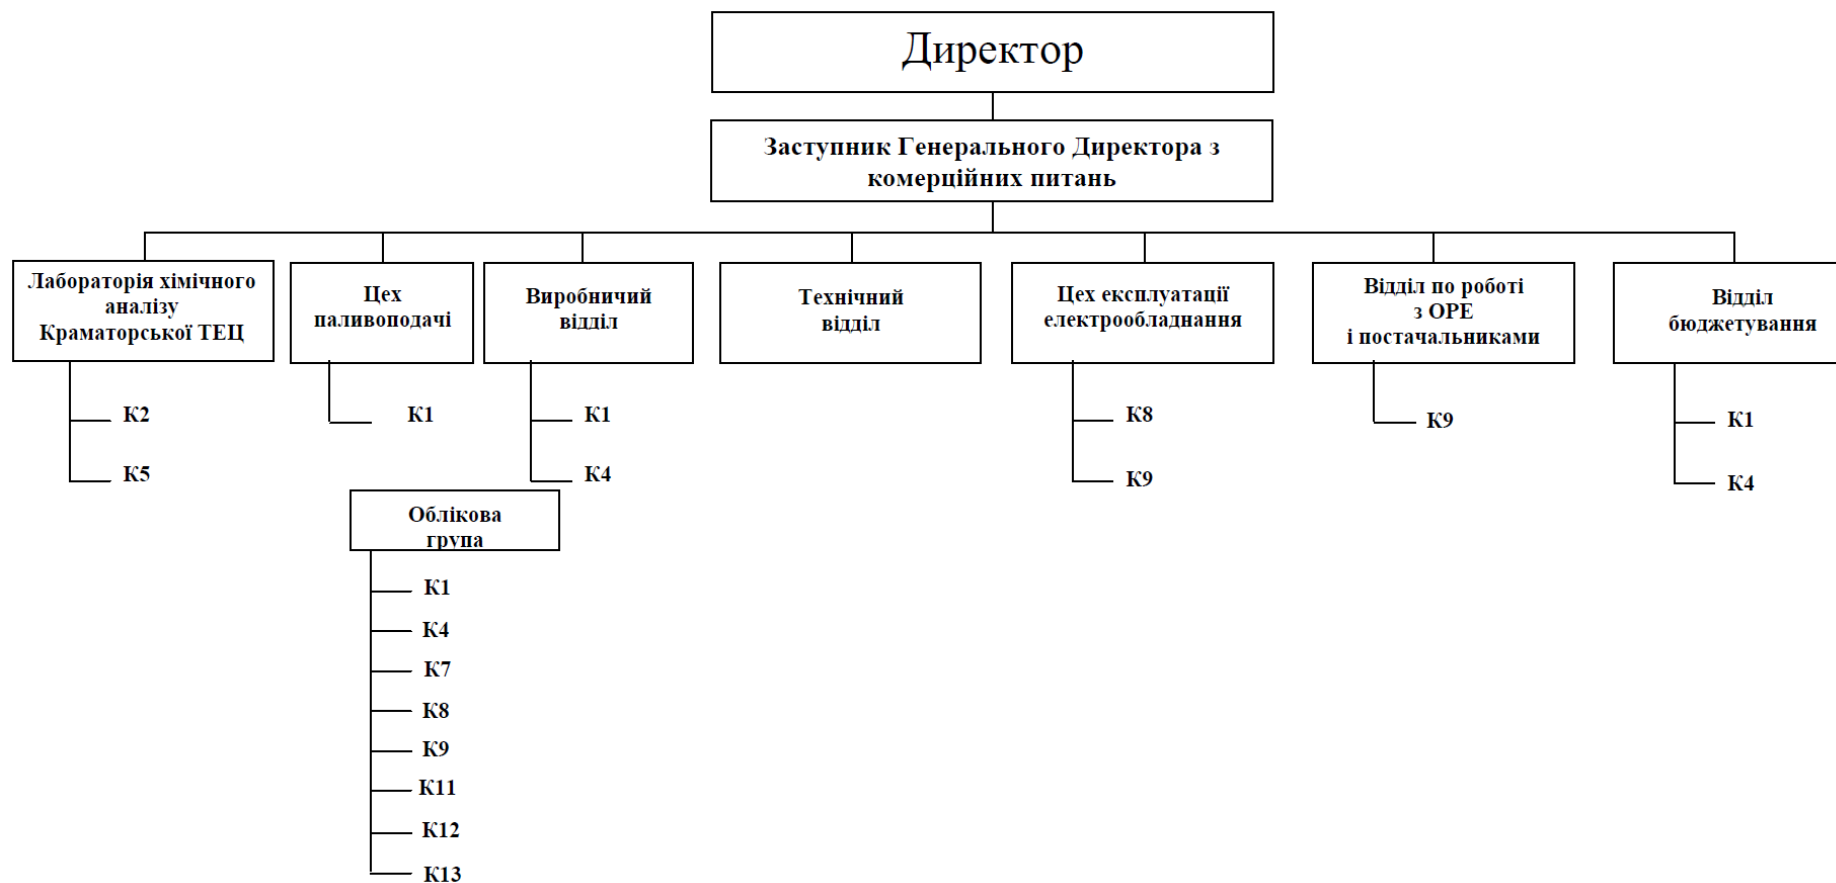 Директор
Заступник Генерального Директора з
комерційних питань
Лабораторія хімічного
аналізу
Краматорської ТЕЦ
К2
К5
Цех
паливоподачі
К1
Виробничий
відділ
К1
К4
Облікова
група
К1
К4
К7
К8
К9
К11
К12
К13
Технічний
відділ
Цех експлуатації
електрообладнання
К8
К9
Відділ по роботі
з ОРЕ
і постачальниками
К9
Відділ
бюджетування
К1
К4